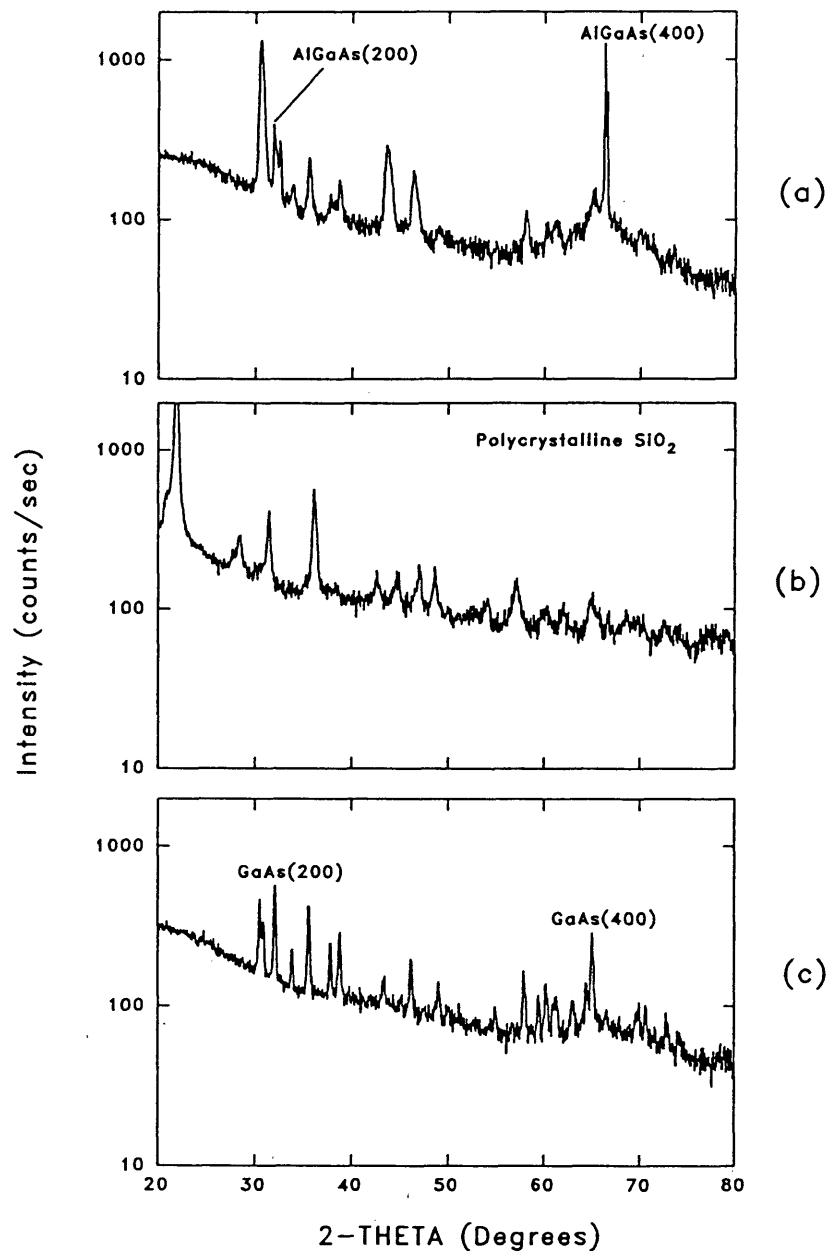 Intensity (counts/sec)
1000
100
10
AlGaAs(200)
AlGaAs(400)
(a)
1000
100
10
Polycrystalline SiO₂
(b)
1000
100
10
GaAs(200)
GaAs(400)
(c)
20 30 40 50 60 70 80
2-THETA (Degrees)